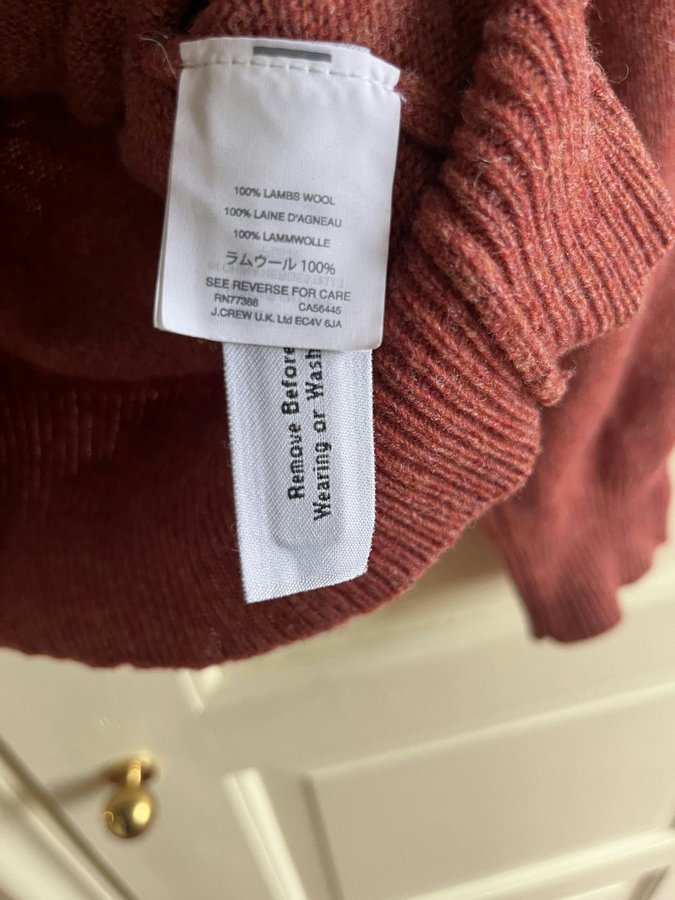 100% LAMBS WOOL
100% LAINE D'AGNEAU
100% LAMMWOLLE
ラムウール 100%
SEE REVERSE FOR CARE
RN77388 CA56445
J.CREW U.K. Ltd EC4V 6JA
Remove Before
Wearing or Wash